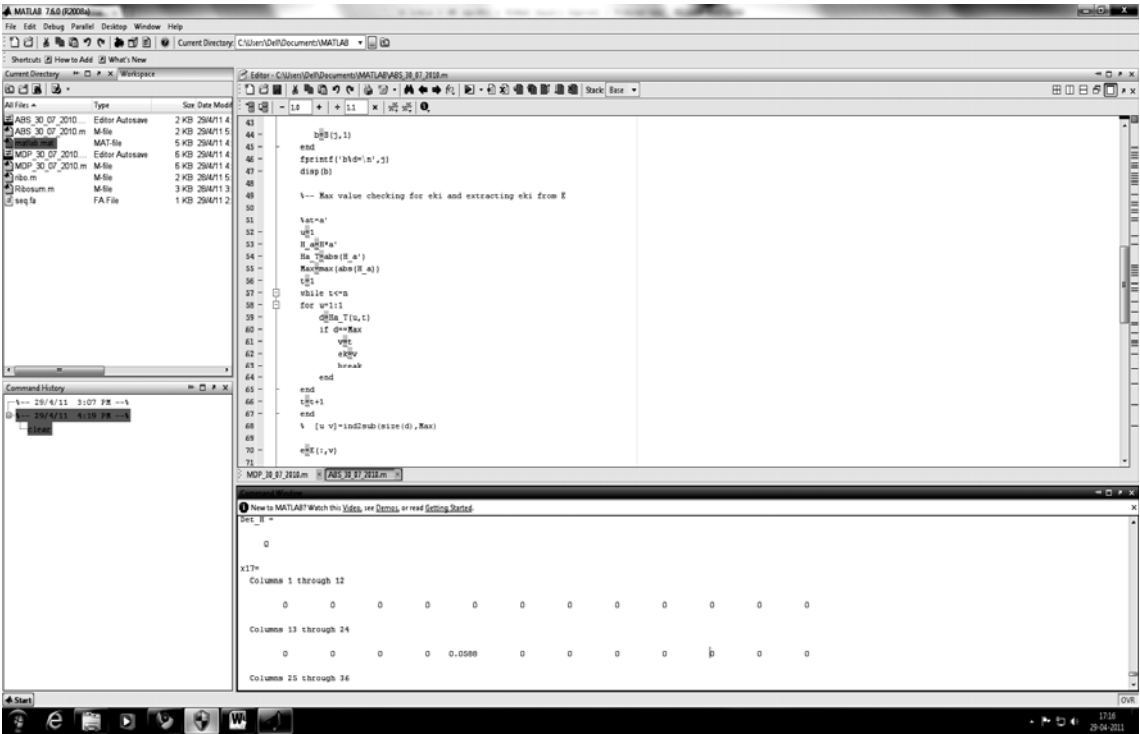 MATLAB 7.6.0 (R2008a)
File Edit Debug Parallel Desktop Window Help
Current Directory: C:\Users\Dell\Documents\MATLAB
Shortcuts How to Add What's New
Current Directory Workspace
All Files Type Size Date Modif
ABS_30_07_2010.... Editor Autosave 2 KB 29/4/11 4:
ABS_30_07_2010.m M-file 2 KB 29/4/11 5:
matlab.mat MAT-file 5 KB 29/4/11 4:
MDP_30_07_2010.... Editor Autosave 6 KB 29/4/11 4:
MDP_30_07_2010.m M-file 6 KB 29/4/11 4:
ribo.m M-file 2 KB 28/4/11 5:
Ribosum.m M-file 3 KB 28/4/11 3:
seq.fa FA File 1 KB 29/4/11 2:
Command History
%-- 29/4/11 3:07 PM --%
%-- 29/4/11 4:19 PM --%
clear
Editor - C:\Users\Dell\Documents\MATLAB\ABS_30_07_2010.m
Stack: Base
1.0 1.1
43
44 b=B(j,1)
45 end
46 fprintf('b%d=\n',j)
47 disp(b)
48
49 %-- Max value checking for eki and extracting eki from E
50
51 %at=a'
52 u=1
53 H_a=H*a'
54 Ha_T=abs(H_a')
55 Max=max(abs(H_a))
56 t=1
57 while t<=n
58 for u=1:1
59 d=Ha_T(u,t)
60 if d==Max
61 v=t
62 ek=v
63 break
64 end
65 end
66 t=t+1
67 end
68 % [u v]=ind2sub(size(d),Max)
69
70 e=E(:,v)
71
MDP_30_07_2010.m ABS_30_07_2010.m
Command Window
New to MATLAB? Watch this Video, see Demos, or read Getting Started.
Det_H =
0
x17=
Columns 1 through 12
0 0 0 0 0 0 0 0 0 0 0 0
Columns 13 through 24
0 0 0 0 0.0588 0 0 0 0 0 0 0
Columns 25 through 36
Start
OVR
17:16
29-04-2011